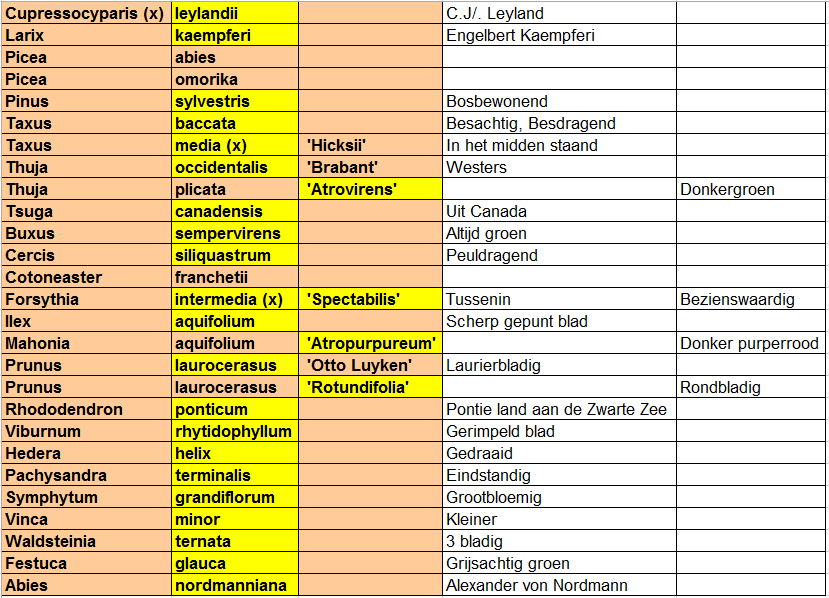 Cupressocyparis (x) leylandii C.J/. Leyland
Larix kaempferi Engelbert Kaempferi
Picea abies
Picea omorika
Pinus sylvestris Bosbewonend
Taxus baccata Besachtig, Besdragend
Taxus media (x) 'Hicksii' In het midden staand
Thuja occidentalis 'Brabant' Westers
Thuja plicata 'Atrovirens' Donkergroen
Tsuga canadensis Uit Canada
Buxus sempervirens Altijd groen
Cercis siliquastrum Peuldragend
Cotoneaster franchetii
Forsythia intermedia (x) 'Spectabilis' Tussenin Bezienswaardig
Ilex aquifolium Scherp gepunt blad
Mahonia aquifolium 'Atropurpureum' Donker purperrood
Prunus laurocerasus 'Otto Luyken' Laurierbladig
Prunus laurocerasus 'Rotundifolia' Rondbladig
Rhododendron ponticum Pontie land aan de Zwarte Zee
Viburnum rhytidophyllum Gerimpeld blad
Hedera helix Gedraaid
Pachysandra terminalis Eindstandig
Symphytum grandiflorum Grootbloemig
Vinca minor Kleiner
Waldsteinia ternata 3 bladig
Festuca glauca Grijsachtig groen
Abies nordmanniana Alexander von Nordmann